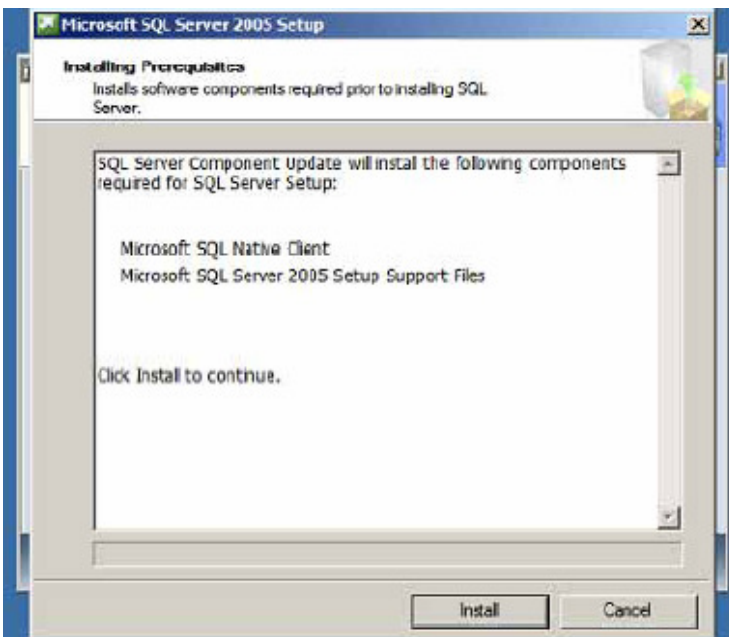 Microsoft SQL Server 2005 Setup
Installing Prerequisites
Installs software components required prior to installing SQL
Server.
SQL Server Component Update will install the following components
required for SQL Server Setup:
Microsoft SQL Native Client
Microsoft SQL Server 2005 Setup Support Files
Click Install to continue.
Install
Cancel